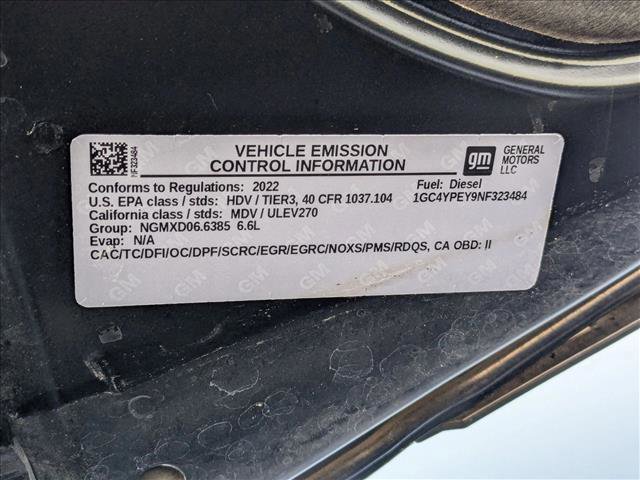 NF323484
VEHICLE EMISSION
CONTROL INFORMATION
gm GENERAL
MOTORS
LLC
Conforms to Regulations: 2022
Fuel: Diesel
U.S. EPA class / stds: HDV / TIER3, 40 CFR 1037.104
1GC4YPEY9NF323484
California class / stds: MDV / ULEV270
Group: NGMXD06.6385 6.6L
Evap: N/A
CAC/TC/DFI/OC/DPF/SCRC/EGR/EGRC/NOXS/PMS/RDQS, CA OBD: II